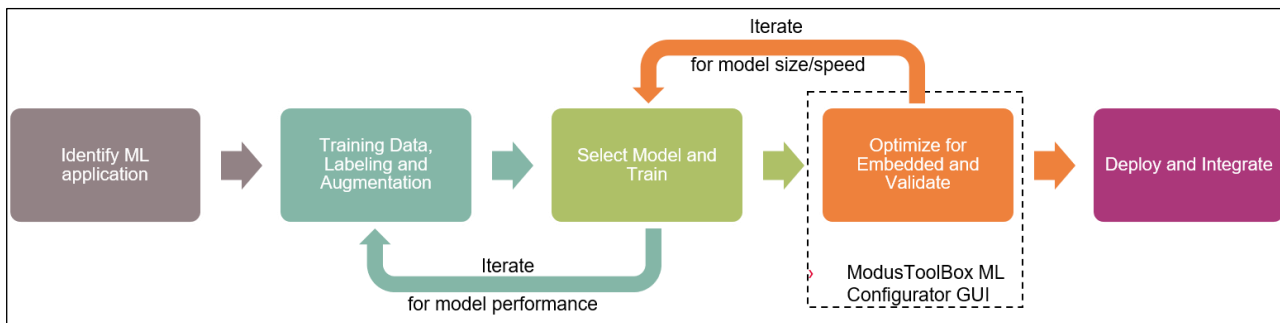 Iterate
for model size/speed
Identify ML
application
Training Data,
Labeling and
Augmentation
Select Model and
Train
Optimize for
Embedded and
Validate
Deploy and Integrate
Iterate
for model performance
ModusToolBox ML
Configurator GUI